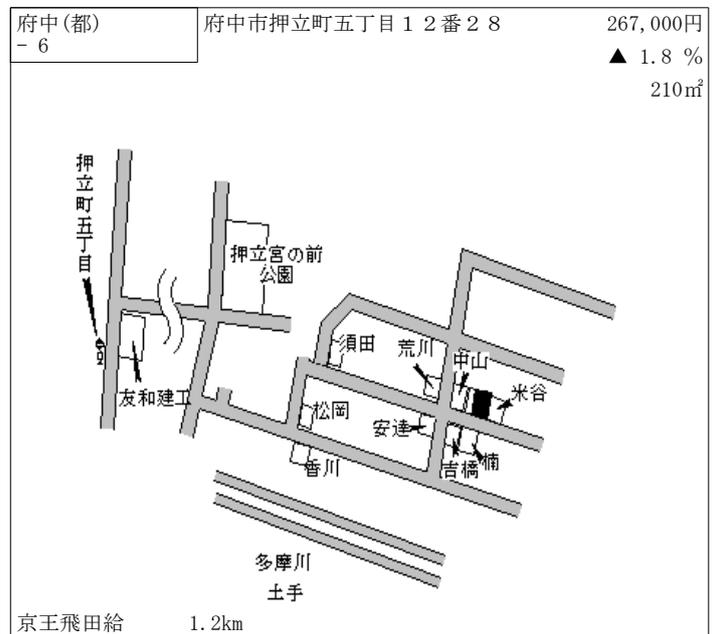 府中(都)
－６
府中市押立町五丁目１２番２８
267,000円
▲ 1.8 %
210㎡
押立町五丁目
押立宮の前
公園
友和建工
須田
荒川
中山
米谷
松岡
安達
吉橋
楠
香川
多摩川
土手
京王飛田給 1.2km